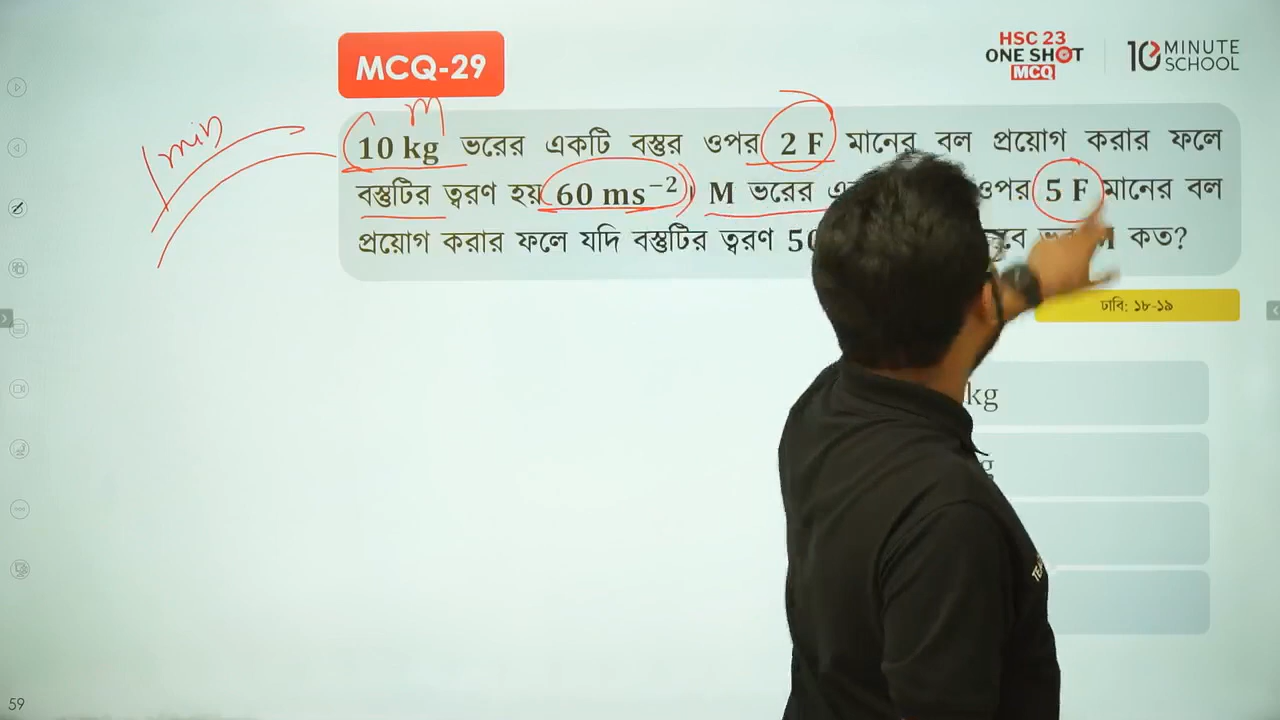 HSC 23
ONE SHOT
MCQ
10 MINUTE
SCHOOL
MCQ-29
1 min
m
10 kg ভরের একটি বস্তুর ওপর 2 F মানের বল প্রয়োগ করার ফলে
বস্তুটির ত্বরণ হয় 60 ms⁻²। M ভরের ওপর 5 F মানের বল
প্রয়োগ করার ফলে যদি বস্তুটির ত্বরণ কত?
ঢাবি: ১৮-১৯
kg
59